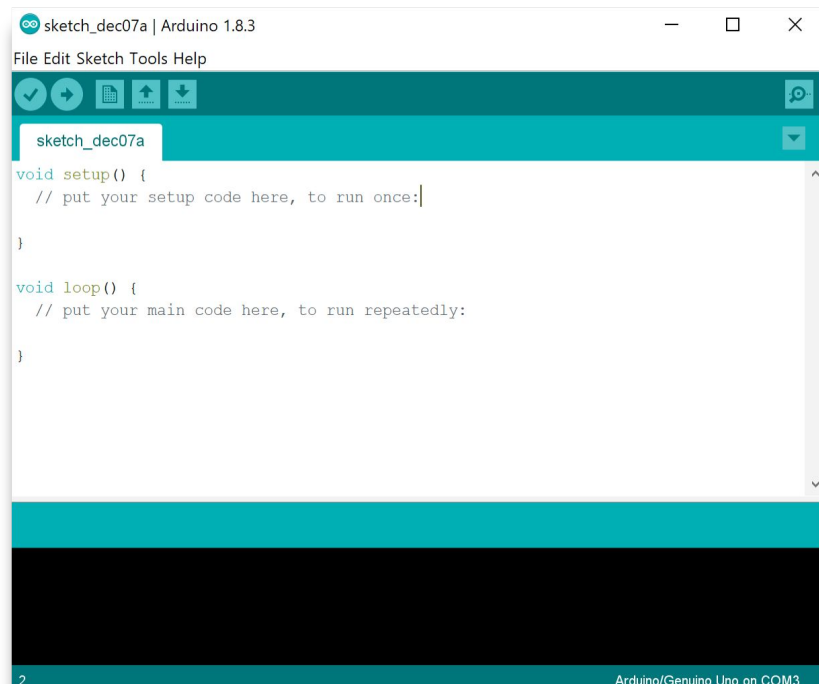 sketch_dec07a | Arduino 1.8.3
File Edit Sketch Tools Help
sketch_dec07a
void setup() {
  // put your setup code here, to run once:

}

void loop() {
  // put your main code here, to run repeatedly:

}
2
Arduino/Genuino Uno on COM3